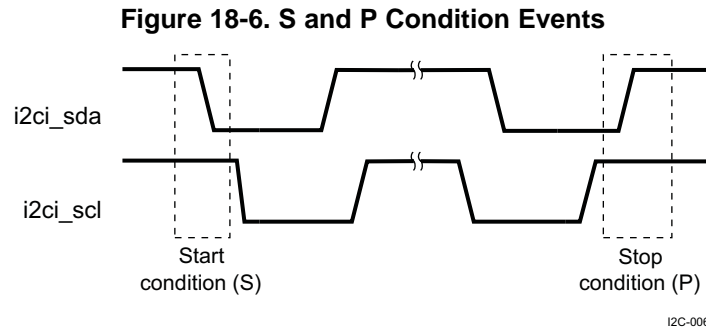 Figure 18-6. S and P Condition Events
i2ci_sda
i2ci_scl
Start
condition (S)
Stop
condition (P)
I2C-006